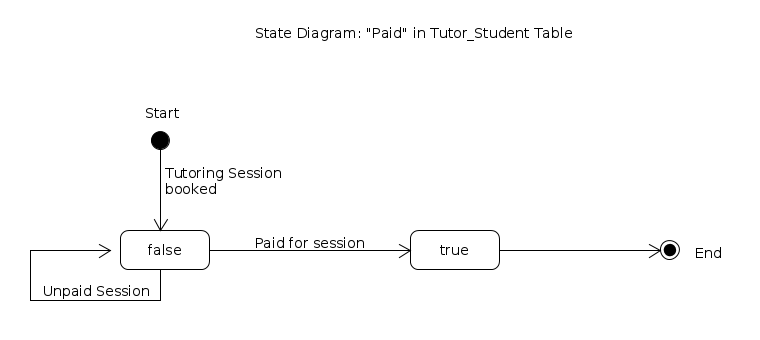 State Diagram: "Paid" in Tutor_Student Table
Start
Tutoring Session
booked
false
Paid for session
true
End
Unpaid Session